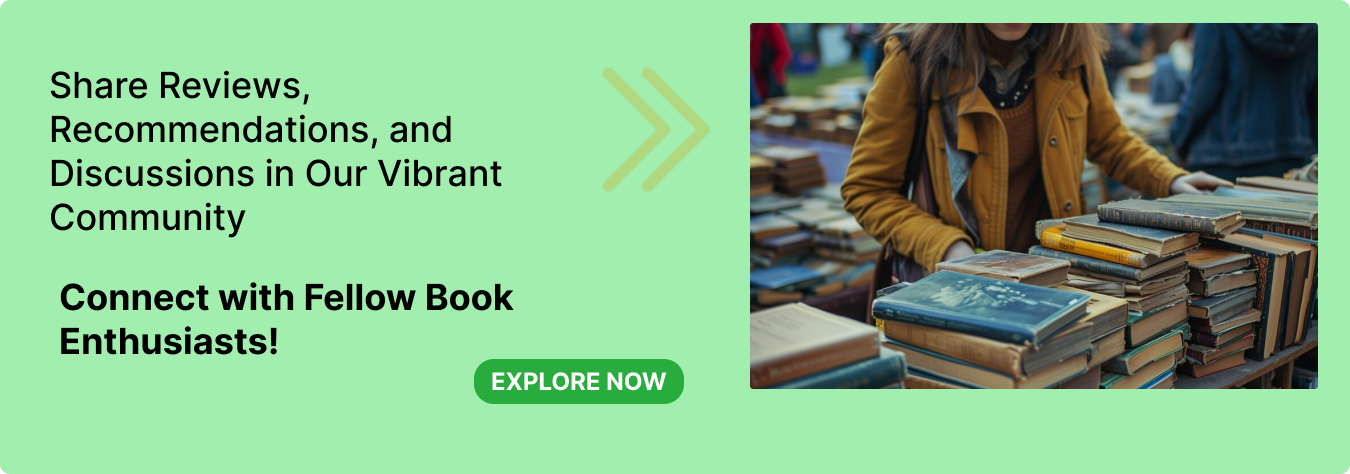 Share Reviews,
Recommendations, and
Discussions in Our Vibrant
Community
Connect with Fellow Book
Enthusiasts!
EXPLORE NOW